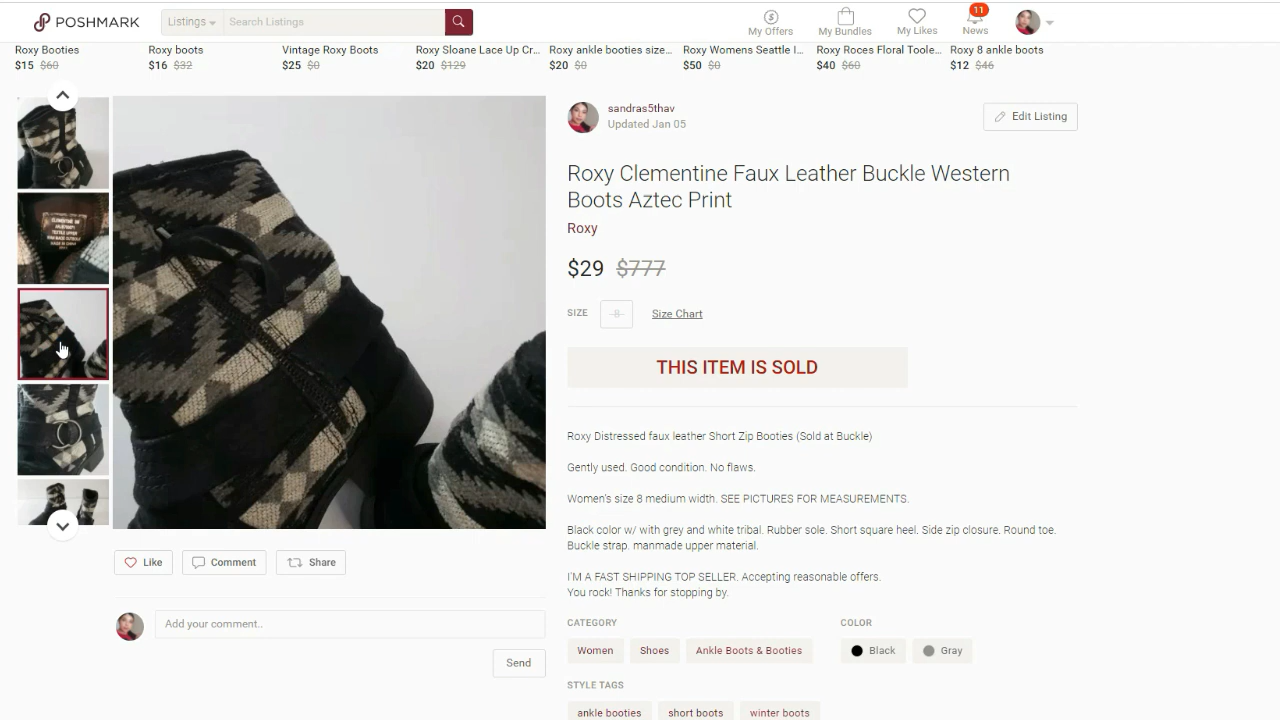 POSHMARK
Listings
Search Listings
My Offers
My Bundles
My Likes
11
News
Roxy Booties
$15 $60
Roxy boots
$16 $32
Vintage Roxy Boots
$25 $0
Roxy Sloane Lace Up Cr...
$20 $129
Roxy ankle booties size...
$20 $0
Roxy Womens Seattle I...
$50 $0
Roxy Roces Floral Toole...
$40 $60
Roxy 8 ankle boots
$12 $46
sandras5thav
Updated Jan 05
Edit Listing
Roxy Clementine Faux Leather Buckle Western
Boots Aztec Print
Roxy
$29 $777
SIZE 8 Size Chart
THIS ITEM IS SOLD
Roxy Distressed faux leather Short Zip Booties (Sold at Buckle)
Gently used. Good condition. No flaws.
Women's size 8 medium width. SEE PICTURES FOR MEASUREMENTS.
Black color w/ with grey and white tribal. Rubber sole. Short square heel. Side zip closure. Round toe.
Buckle strap. manmade upper material.
I'M A FAST SHIPPING TOP SELLER. Accepting reasonable offers.
You rock! Thanks for stopping by.
CATEGORY
Women Shoes Ankle Boots & Booties
COLOR
Black Gray
STYLE TAGS
ankle booties short boots winter boots
Like Comment Share
Add your comment..
Send